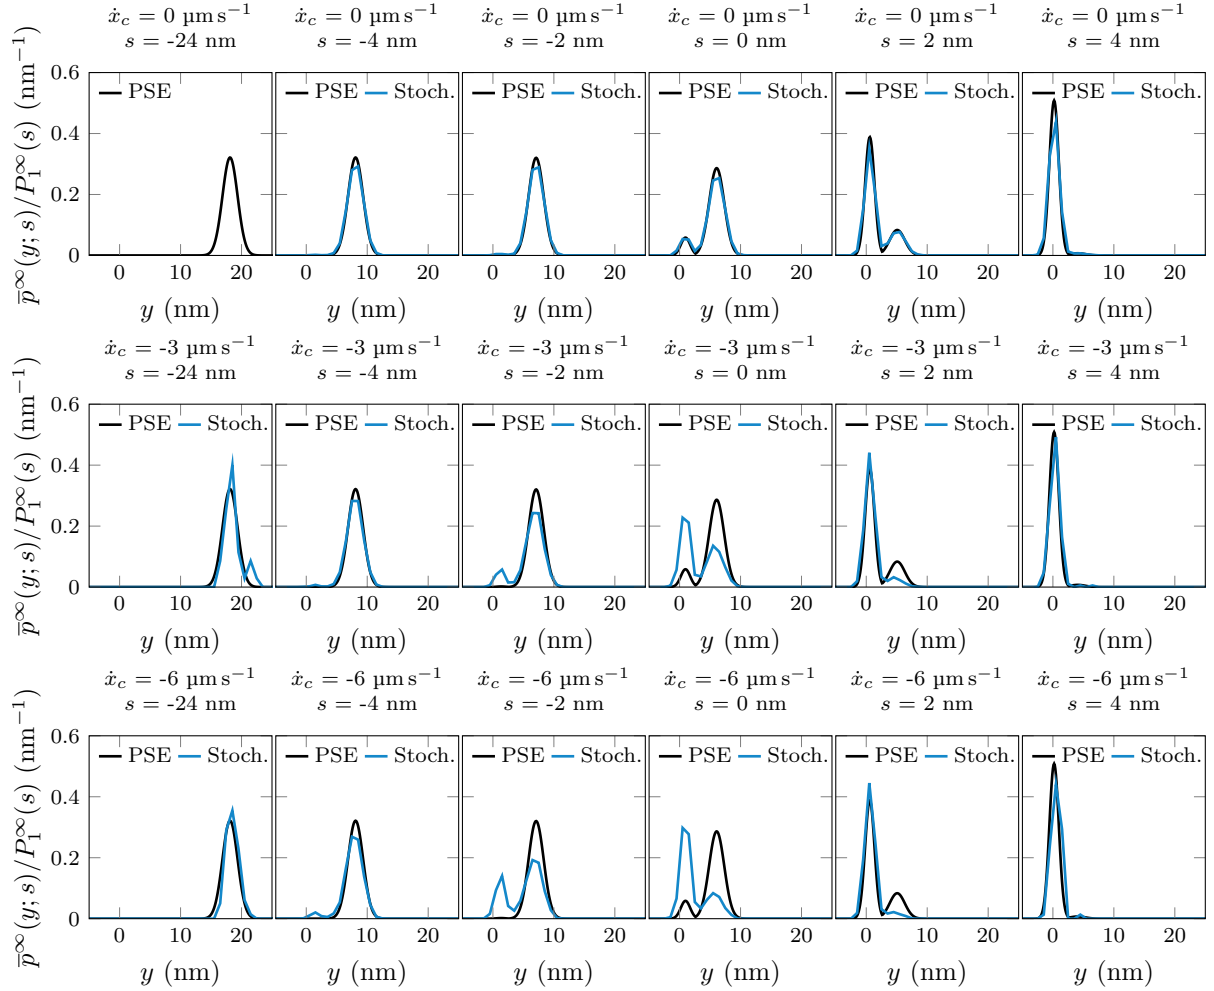 ẋ_c = 0 µm s⁻¹ ẋ_c = 0 µm s⁻¹ ẋ_c = 0 µm s⁻¹ ẋ_c = 0 µm s⁻¹ ẋ_c = 0 µm s⁻¹ ẋ_c = 0 µm s⁻¹
s = -24 nm s = -4 nm s = -2 nm s = 0 nm s = 2 nm s = 4 nm
p̅^∞(y; s)/P₁^∞(s) (nm⁻¹)
0.6
0.4
0.2
0
PSE PSE Stoch. PSE Stoch. PSE Stoch. PSE Stoch. PSE Stoch.
0 10 20 0 10 20 0 10 20 0 10 20 0 10 20 0 10 20
y (nm) y (nm) y (nm) y (nm) y (nm) y (nm)
ẋ_c = -3 µm s⁻¹ ẋ_c = -3 µm s⁻¹ ẋ_c = -3 µm s⁻¹ ẋ_c = -3 µm s⁻¹ ẋ_c = -3 µm s⁻¹ ẋ_c = -3 µm s⁻¹
s = -24 nm s = -4 nm s = -2 nm s = 0 nm s = 2 nm s = 4 nm
p̅^∞(y; s)/P₁^∞(s) (nm⁻¹)
0.6
0.4
0.2
0
PSE Stoch. PSE Stoch. PSE Stoch. PSE Stoch. PSE Stoch. PSE Stoch.
0 10 20 0 10 20 0 10 20 0 10 20 0 10 20 0 10 20
y (nm) y (nm) y (nm) y (nm) y (nm) y (nm)
ẋ_c = -6 µm s⁻¹ ẋ_c = -6 µm s⁻¹ ẋ_c = -6 µm s⁻¹ ẋ_c = -6 µm s⁻¹ ẋ_c = -6 µm s⁻¹ ẋ_c = -6 µm s⁻¹
s = -24 nm s = -4 nm s = -2 nm s = 0 nm s = 2 nm s = 4 nm
p̅^∞(y; s)/P₁^∞(s) (nm⁻¹)
0.6
0.4
0.2
0
PSE Stoch. PSE Stoch. PSE Stoch. PSE Stoch. PSE Stoch. PSE Stoch.
0 10 20 0 10 20 0 10 20 0 10 20 0 10 20 0 10 20
y (nm) y (nm) y (nm) y (nm) y (nm) y (nm)